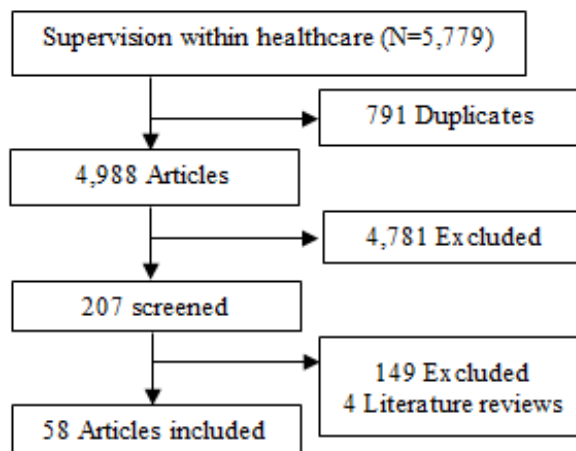 Supervision within healthcare (N=5,779)
791 Duplicates
4,988 Articles
4,781 Excluded
207 screened
149 Excluded
4 Literature reviews
58 Articles included